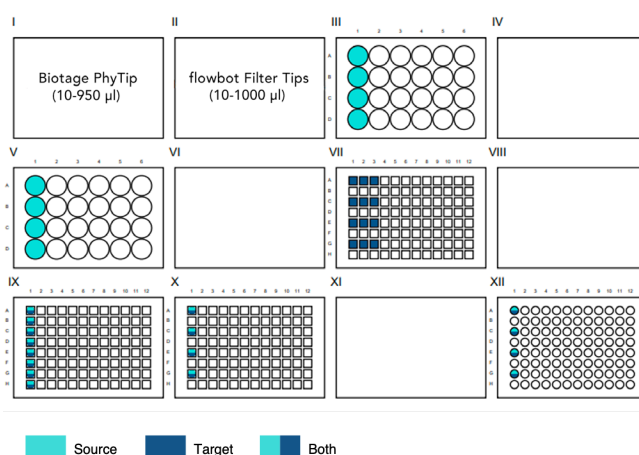 I
II
III
IV
Biotage PhyTip
(10-950 µl)
flowbot Filter Tips
(10-1000 µl)
1 2 3 4 5 6
A
B
C
D
V
VI
VII
VIII
1 2 3 4 5 6
A
B
C
D
1 2 3 4 5 6 7 8 9 10 11 12
A
B
C
D
E
F
G
H
IX
X
XI
XII
1 2 3 4 5 6 7 8 9 10 11 12
A
B
C
D
E
F
G
H
1 2 3 4 5 6 7 8 9 10 11 12
A
B
C
D
E
F
G
H
1 2 3 4 5 6 7 8 9 10 11 12
A
B
C
D
E
F
G
H
Source Target Both